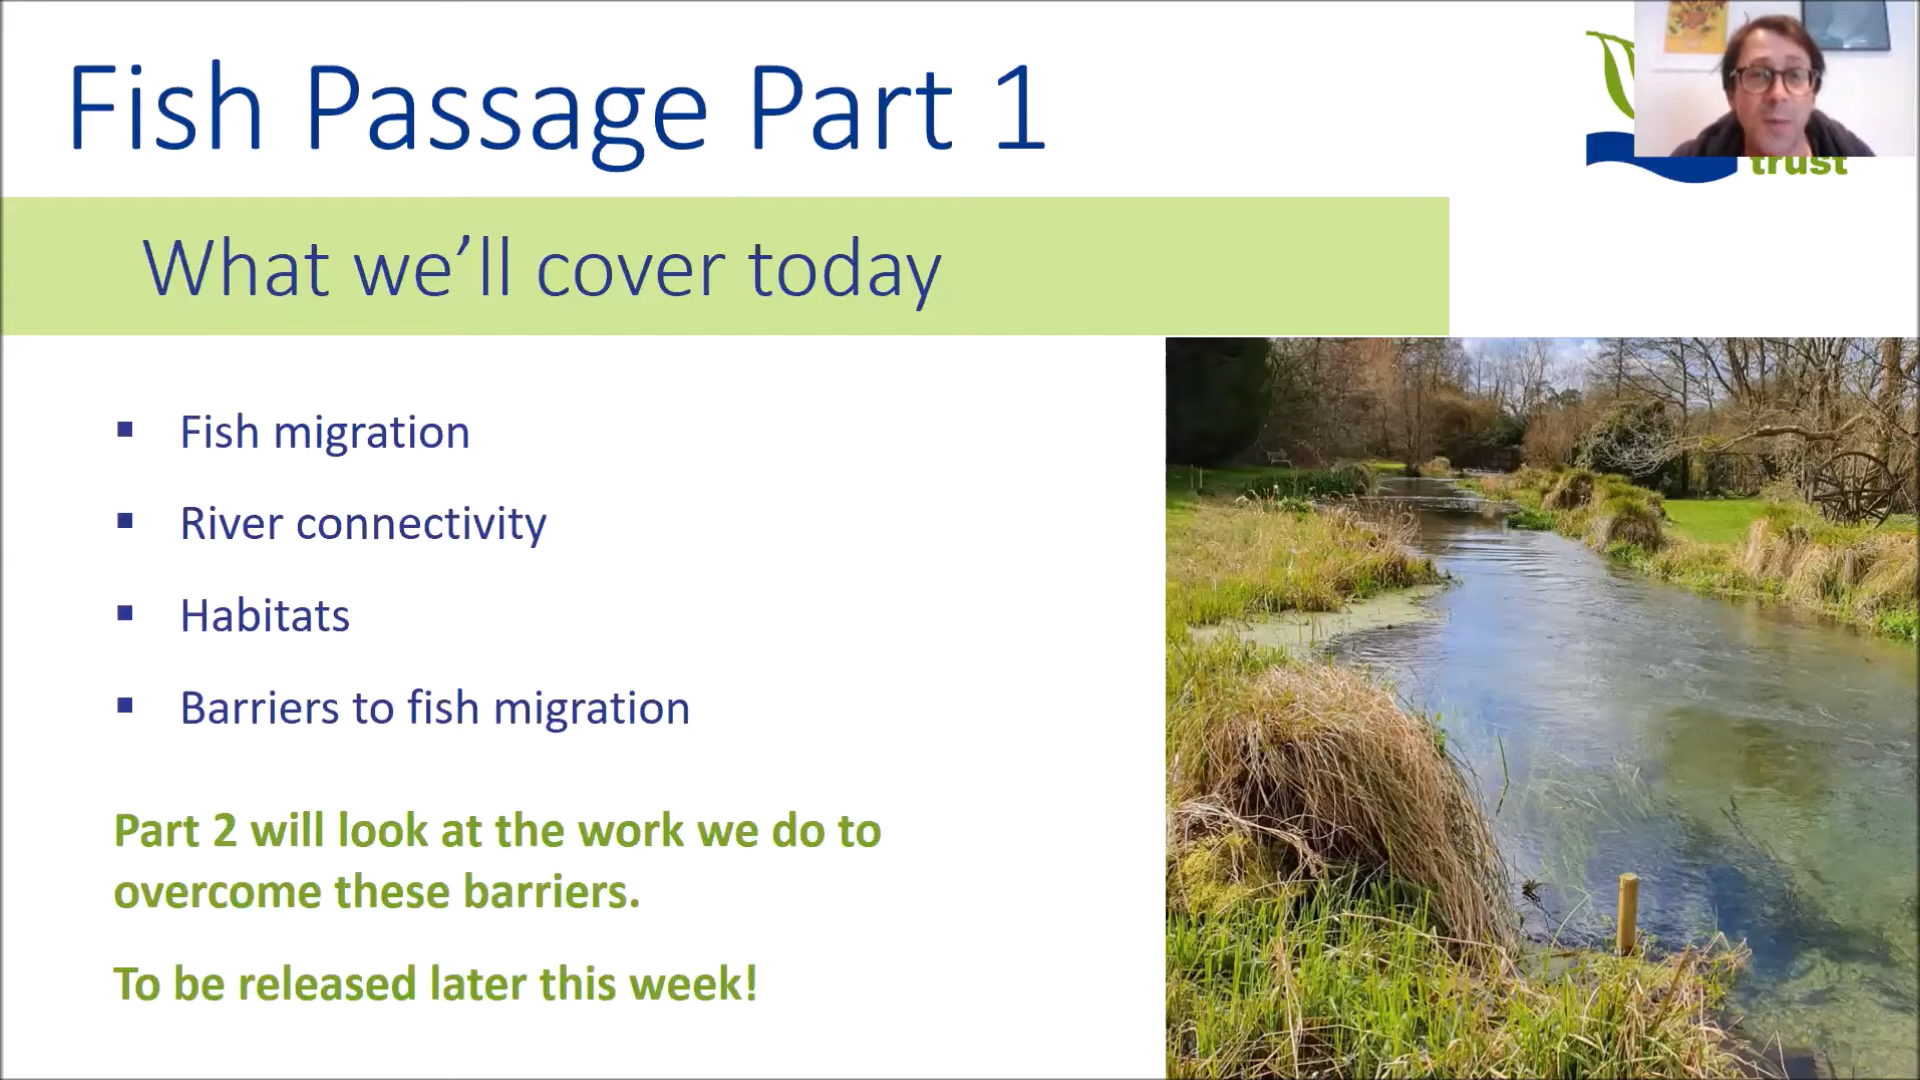 Fish Passage Part 1
trust
What we’ll cover today
▪ Fish migration
▪ River connectivity
▪ Habitats
▪ Barriers to fish migration
Part 2 will look at the work we do to
overcome these barriers.
To be released later this week!